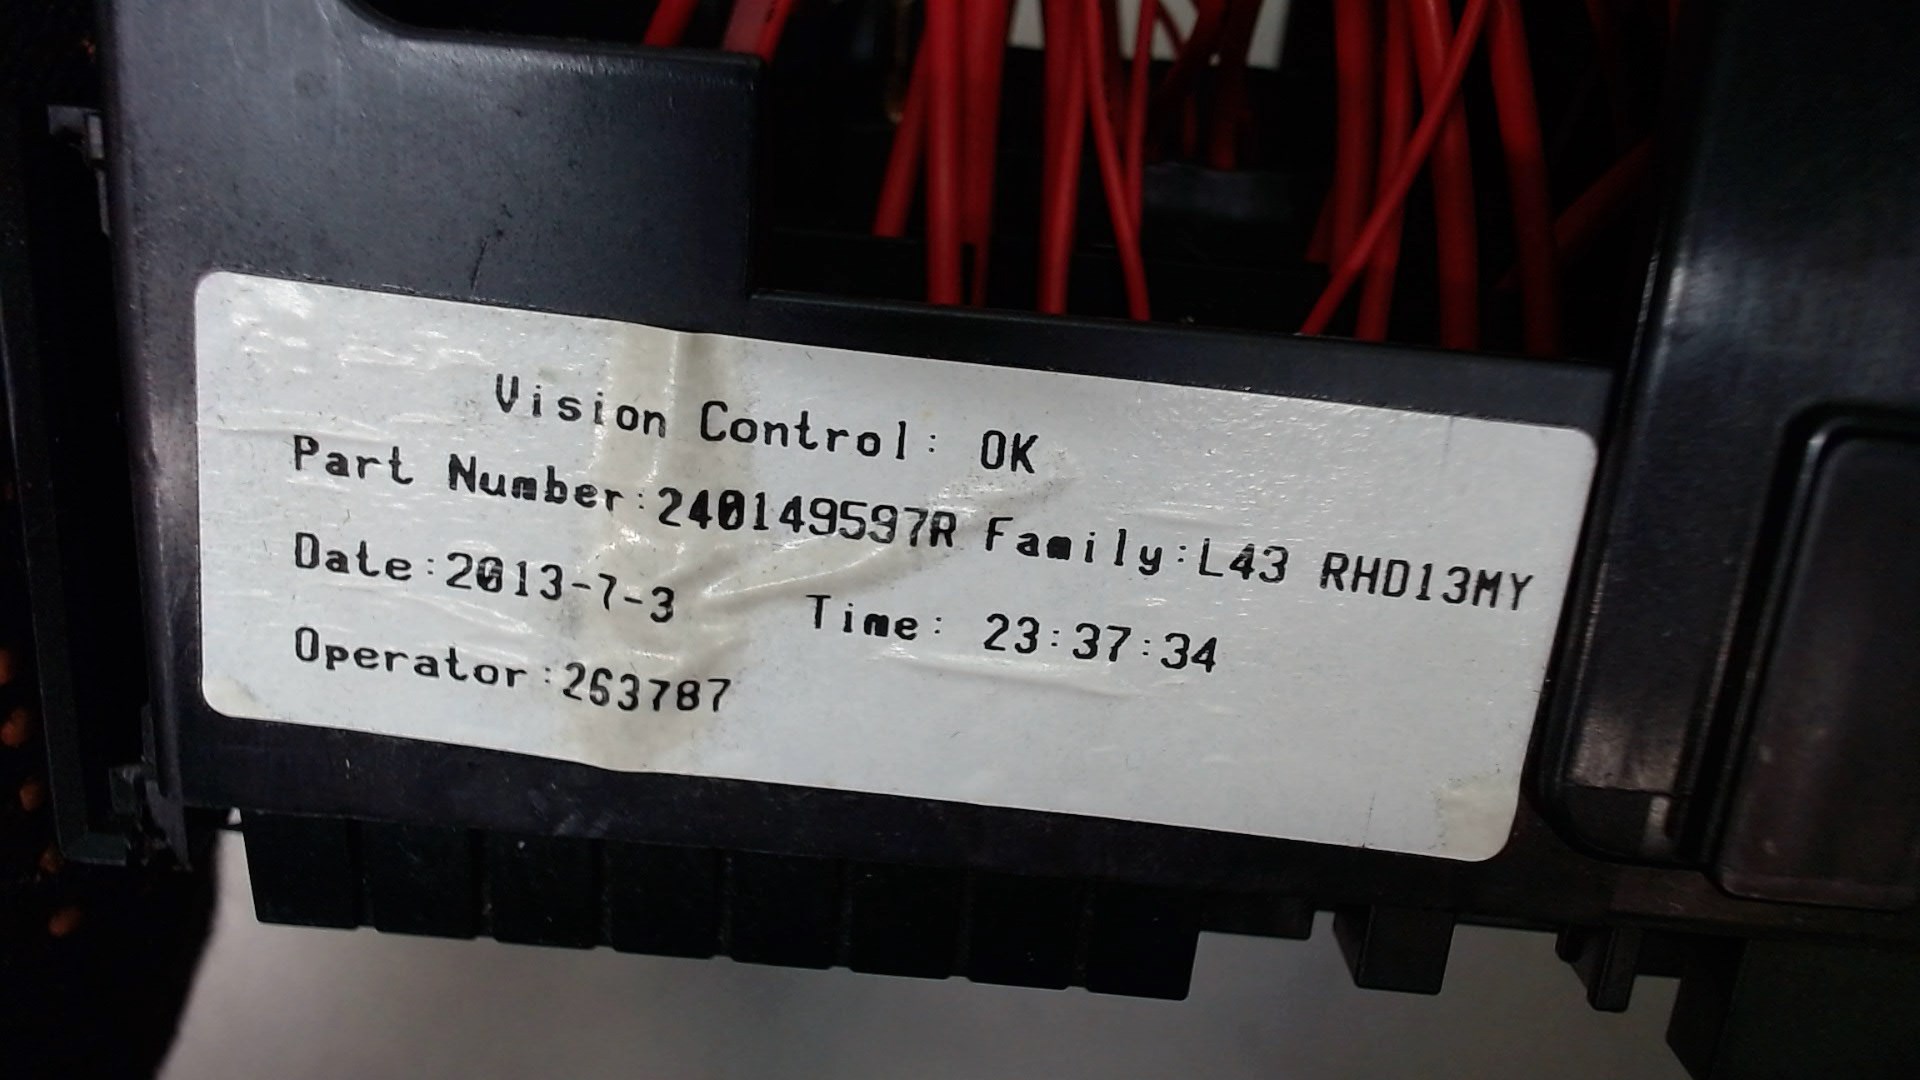 Vision Control: OK
Part Number:240149597R Family:L43 RHD13MY
Date:2013-7-3 Time: 23:37:34
Operator:263787